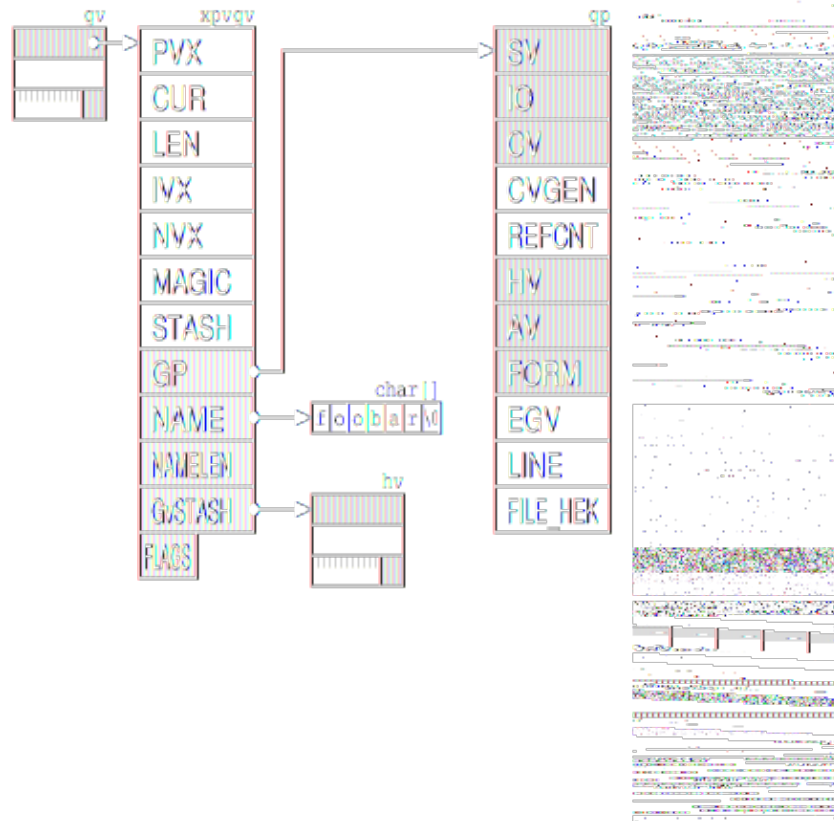 gv
xpvgv
gp
PVX
CUR
LEN
IVX
NVX
MAGIC
STASH
GP
NAME
NAMELEN
GvSTASH
FLAGS
char[]
foobar\0
hv
SV
IO
CV
CVGEN
REFCNT
HV
AV
FORM
EGV
LINE
FILE_HEK